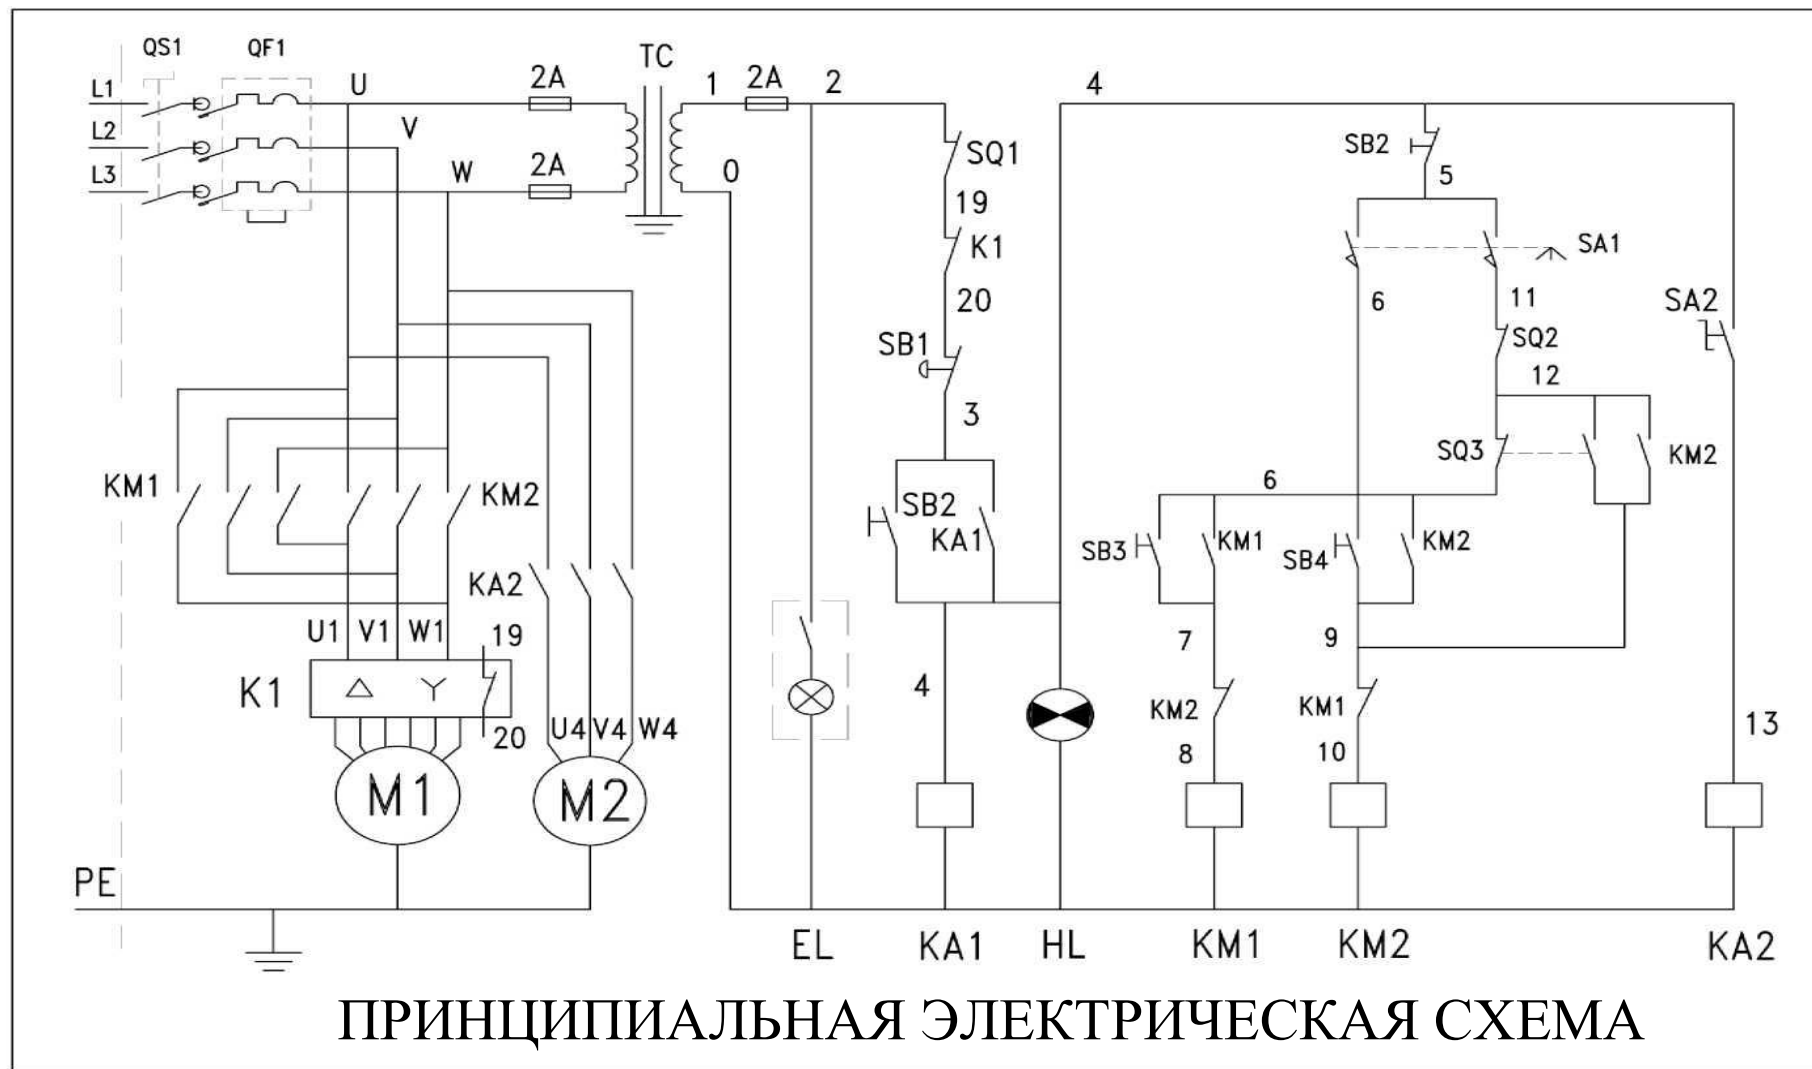 QS1 QF1 TC
L1 U 2A 1 2A 2 4
L2 V SQ1 SB2
L3 W 2A 0 5
19
K1 SA1
20 6 11 SA2
SB1 SQ2
12
3
SQ3 KM2
KM1 KM2 6
SB2
KA1 SB3 KM1 SB4 KM2
KA2
U1 V1 W1 19 7 9
K1 4 KM2 KM1
20 U4 V4 W4 13
8 10
M1 M2
PE
EL KA1 HL KM1 KM2 KA2
ПРИНЦИПИАЛЬНАЯ ЭЛЕКТРИЧЕСКАЯ СХЕМА